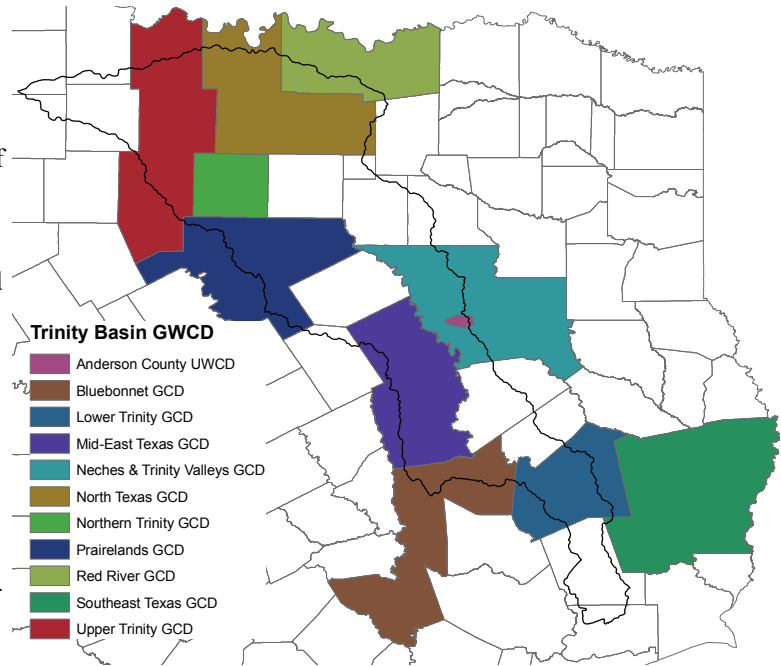 f
d
Trinity Basin GWCD
Anderson County UWCD
Bluebonnet GCD
Lower Trinity GCD
Mid-East Texas GCD
Neches & Trinity Valleys GCD
North Texas GCD
Northern Trinity GCD
Prairelands GCD
Red River GCD
Southeast Texas GCD
Upper Trinity GCD